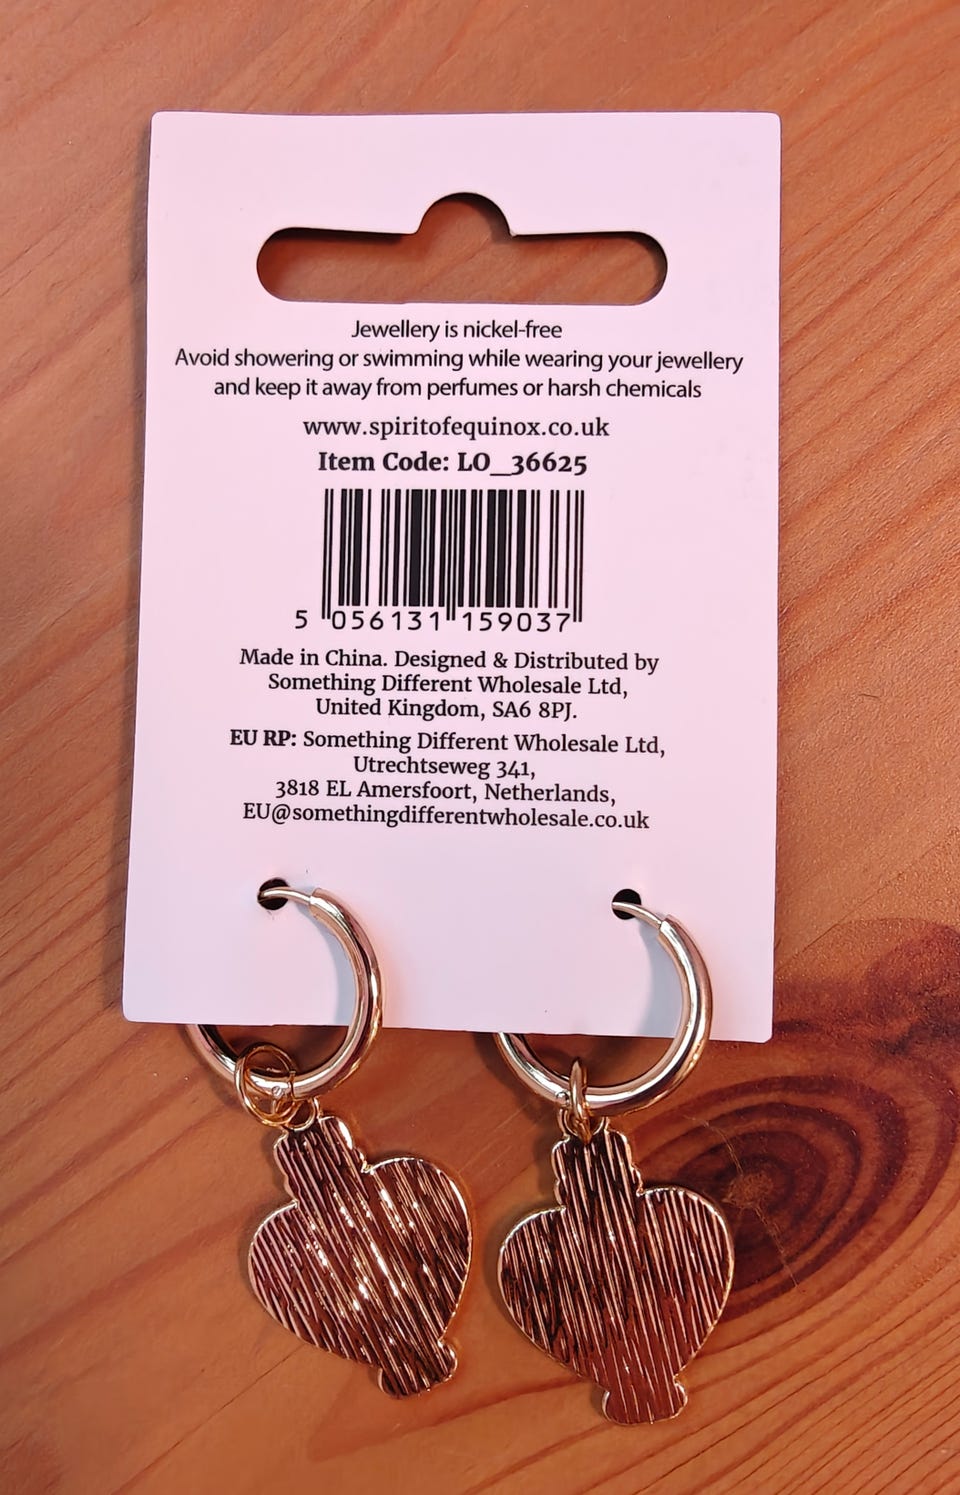 Jewellery is nickel-free
Avoid showering or swimming while wearing your jewellery
and keep it away from perfumes or harsh chemicals
www.spiritofequinox.co.uk
Item Code: LO_36625
5 056131 159037
Made in China. Designed & Distributed by
Something Different Wholesale Ltd,
United Kingdom, SA6 8PJ.
EU RP: Something Different Wholesale Ltd,
Utrechtseweg 341,
3818 EL Amersfoort, Netherlands,
EU@somethingdifferentwholesale.co.uk